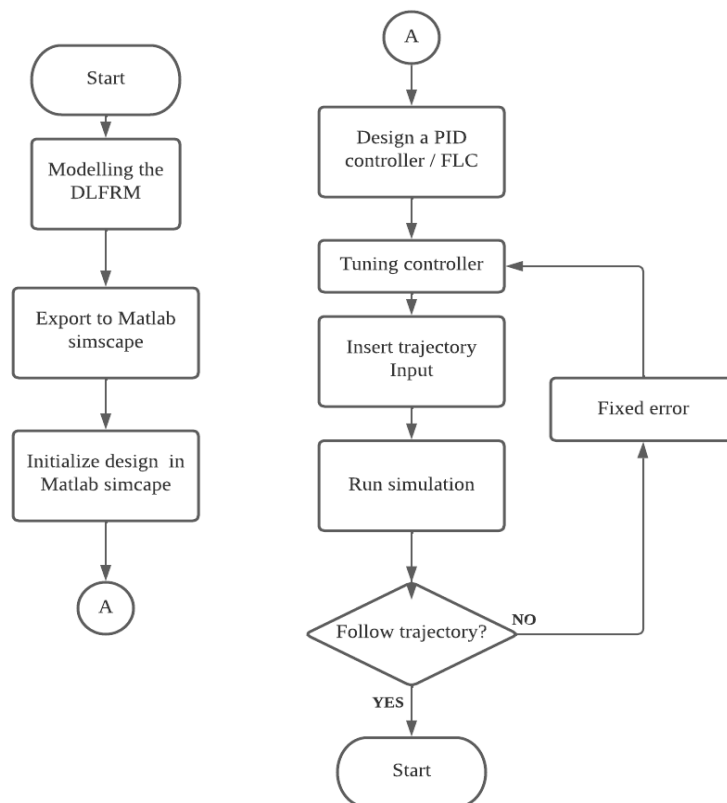 Start
Modelling the
DLFRM
Export to Matlab
simscape
Initialize design in
Matlab simcape
A
A
Design a PID
controller / FLC
Tuning controller
Insert trajectory
Input
Fixed error
Run simulation
Follow trajectory?
NO
YES
Start